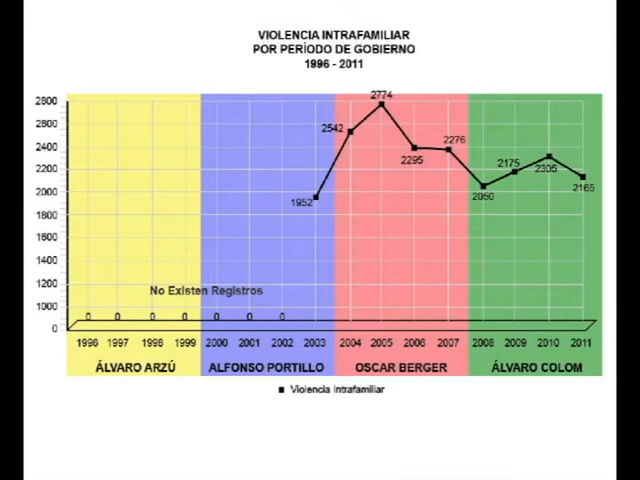 VIOLENCIA INTRAFAMILIAR
POR PERÍODO DE GOBIERNO
1996 - 2011
2800
2600
2400
2200
2000
1800
1600
1400
1200
1000
0
2774
2542
2276
2295
2175
2305
2165
2050
1952
No Existen Registros
0 0 0 0 0 0 0
1996 1997 1998 1999 2000 2001 2002 2003 2004 2005 2006 2007 2008 2009 2010 2011
ÁLVARO ARZÚ ALFONSO PORTILLO OSCAR BERGER ÁLVARO COLOM
Violencia Intrafamiliar